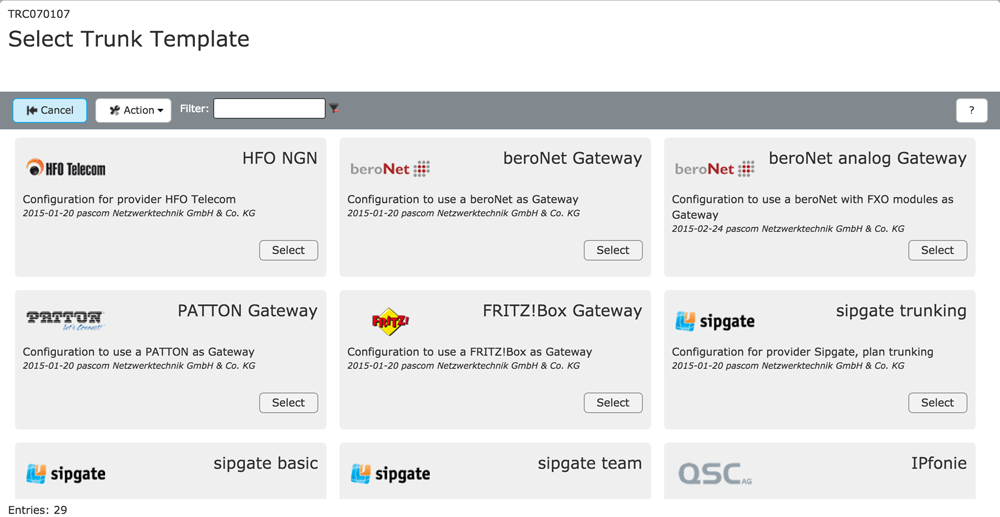 TRC070107
Select Trunk Template
Cancel Action Filter: ?
HFO Telecom HFO NGN
Configuration for provider HFO Telecom
2015-01-20 pascom Netzwerktechnik GmbH & Co. KG
Select
beroNet beroNet Gateway
Configuration to use a beroNet as Gateway
2015-01-20 pascom Netzwerktechnik GmbH & Co. KG
Select
beroNet beroNet analog Gateway
Configuration to use a beroNet with FXO modules as
Gateway
2015-02-24 pascom Netzwerktechnik GmbH & Co. KG
Select
PATTON PATTON Gateway
Let's Connect!
Configuration to use a PATTON as Gateway
2015-01-20 pascom Netzwerktechnik GmbH & Co. KG
Select
FRITZ! FRITZ!Box Gateway
Configuration to use a FRITZ!Box as Gateway
2015-01-20 pascom Netzwerktechnik GmbH & Co. KG
Select
sipgate sipgate trunking
Configuration for provider Sipgate, plan trunking
2015-01-20 pascom Netzwerktechnik GmbH & Co. KG
Select
sipgate sipgate basic
sipgate sipgate team
QSC AG IPfonie
Entries: 29